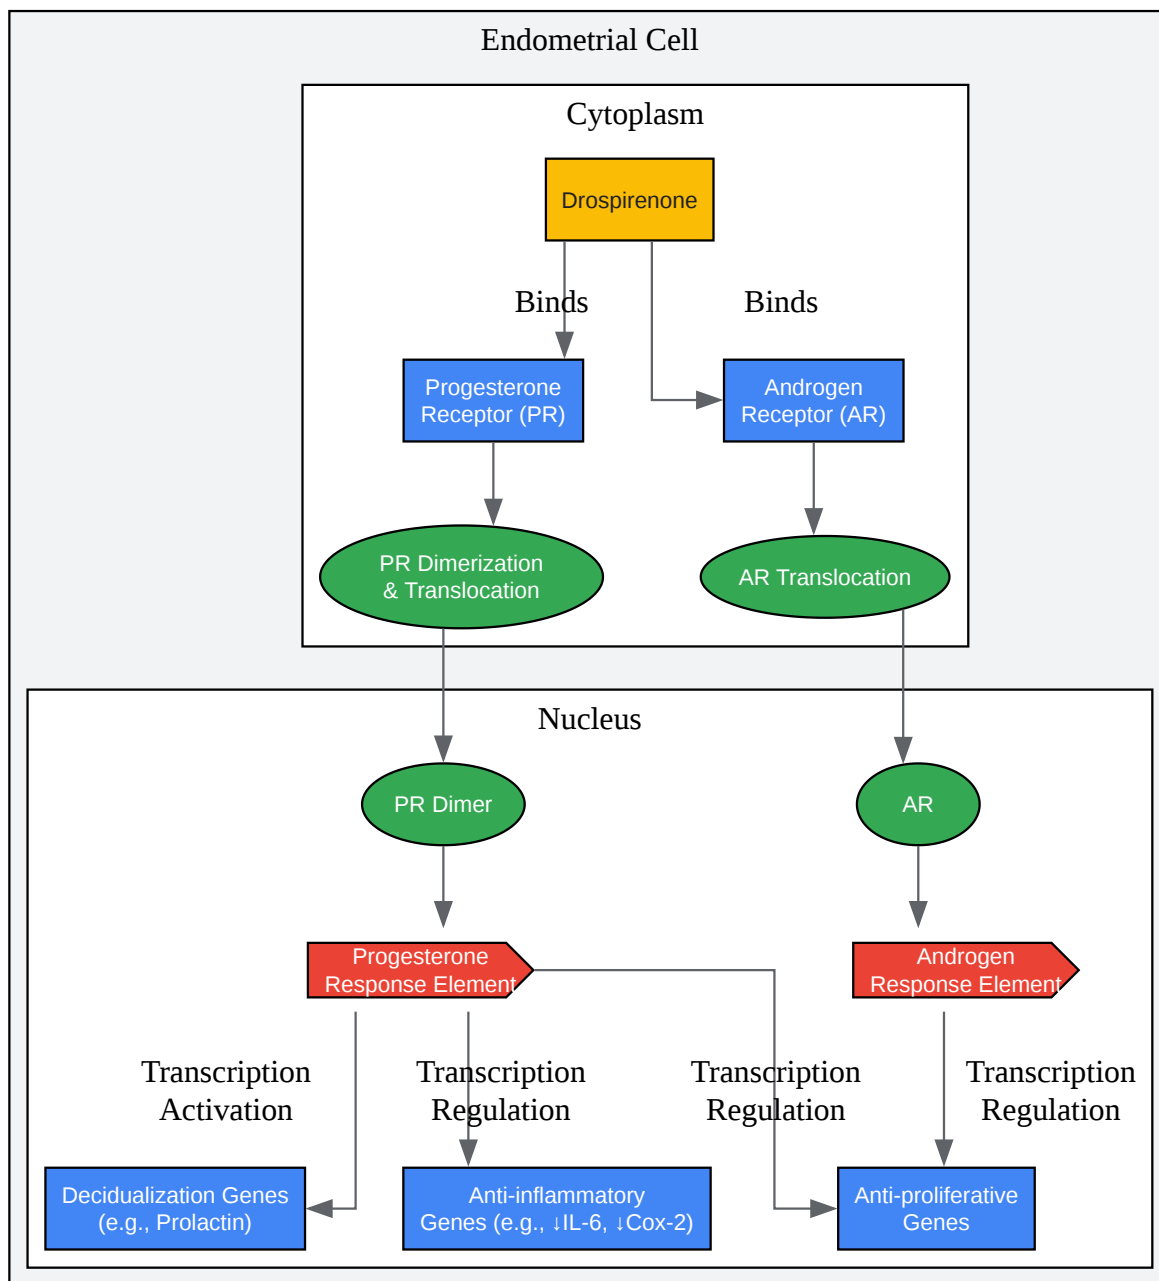 Endometrial Cell
Cytoplasm
Drospirenone
Binds
Binds
Progesterone
Receptor (PR)
Androgen
Receptor (AR)
PR Dimerization
& Translocation
AR Translocation
Nucleus
PR Dimer
AR
Progesterone
Response Element
Androgen
Response Element
Transcription
Activation
Transcription
Regulation
Transcription
Regulation
Transcription
Regulation
Decidualization Genes
(e.g., Prolactin)
Anti-inflammatory
Genes (e.g., ↓IL-6, ↓Cox-2)
Anti-proliferative
Genes